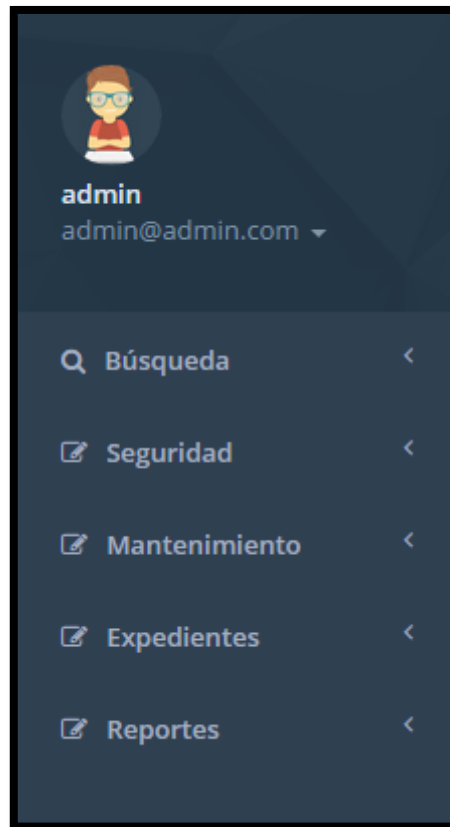 admin
admin@admin.com
Búsqueda
Seguridad
Mantenimiento
Expedientes
Reportes